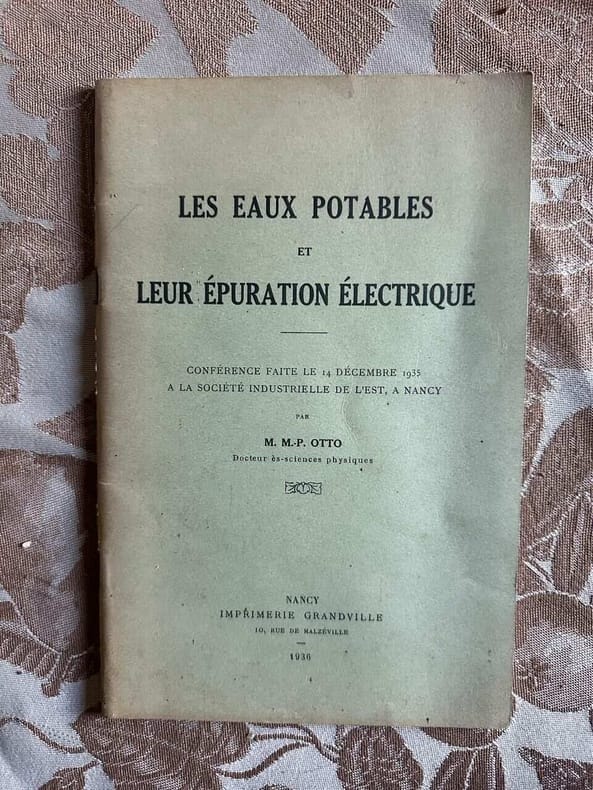 LES EAUX POTABLES
ET
LEUR ÉPURATION ÉLECTRIQUE
CONFÉRENCE FAITE LE 14 DÉCEMBRE 1935
A LA SOCIÉTÉ INDUSTRIELLE DE L'EST, A NANCY
PAR
M. M.-P. OTTO
Docteur ès-sciences physiques
NANCY
IMPRIMERIE GRANDVILLE
10, RUE DE MALZÉVILLE
1936